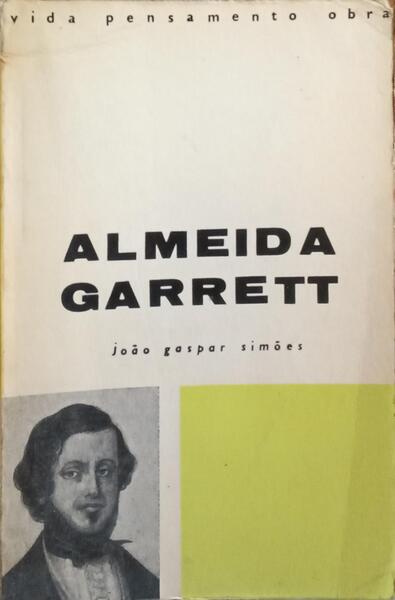 vida pensamento obra
ALMEIDA
GARRETT
joão gaspar simões